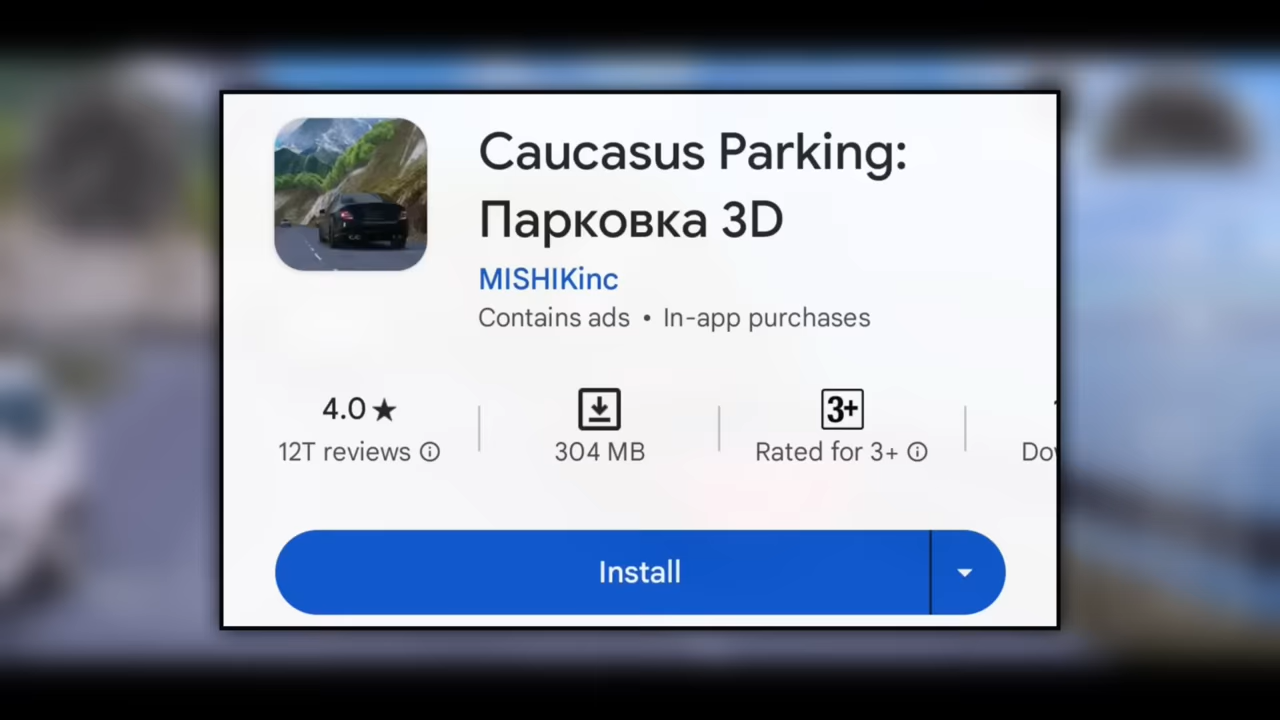 Caucasus Parking:
Парковка 3D
MISHIKinc
Contains ads • In-app purchases
4.0★
12T reviews
304 MB
3+
Rated for 3+
Install